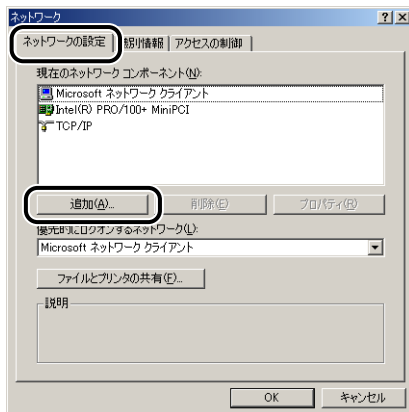 ネットワーク
ネットワークの設定 識別情報 アクセスの制御
現在のネットワーク コンポーネント(N):
Microsoft ネットワーク クライアント
Intel(R) PRO/100+ MiniPCI
TCP/IP
追加(A)... 削除(E) プロパティ(R)
優先的にログオンするネットワーク(L):
Microsoft ネットワーク クライアント
ファイルとプリンタの共有(F)...
説明
OK キャンセル